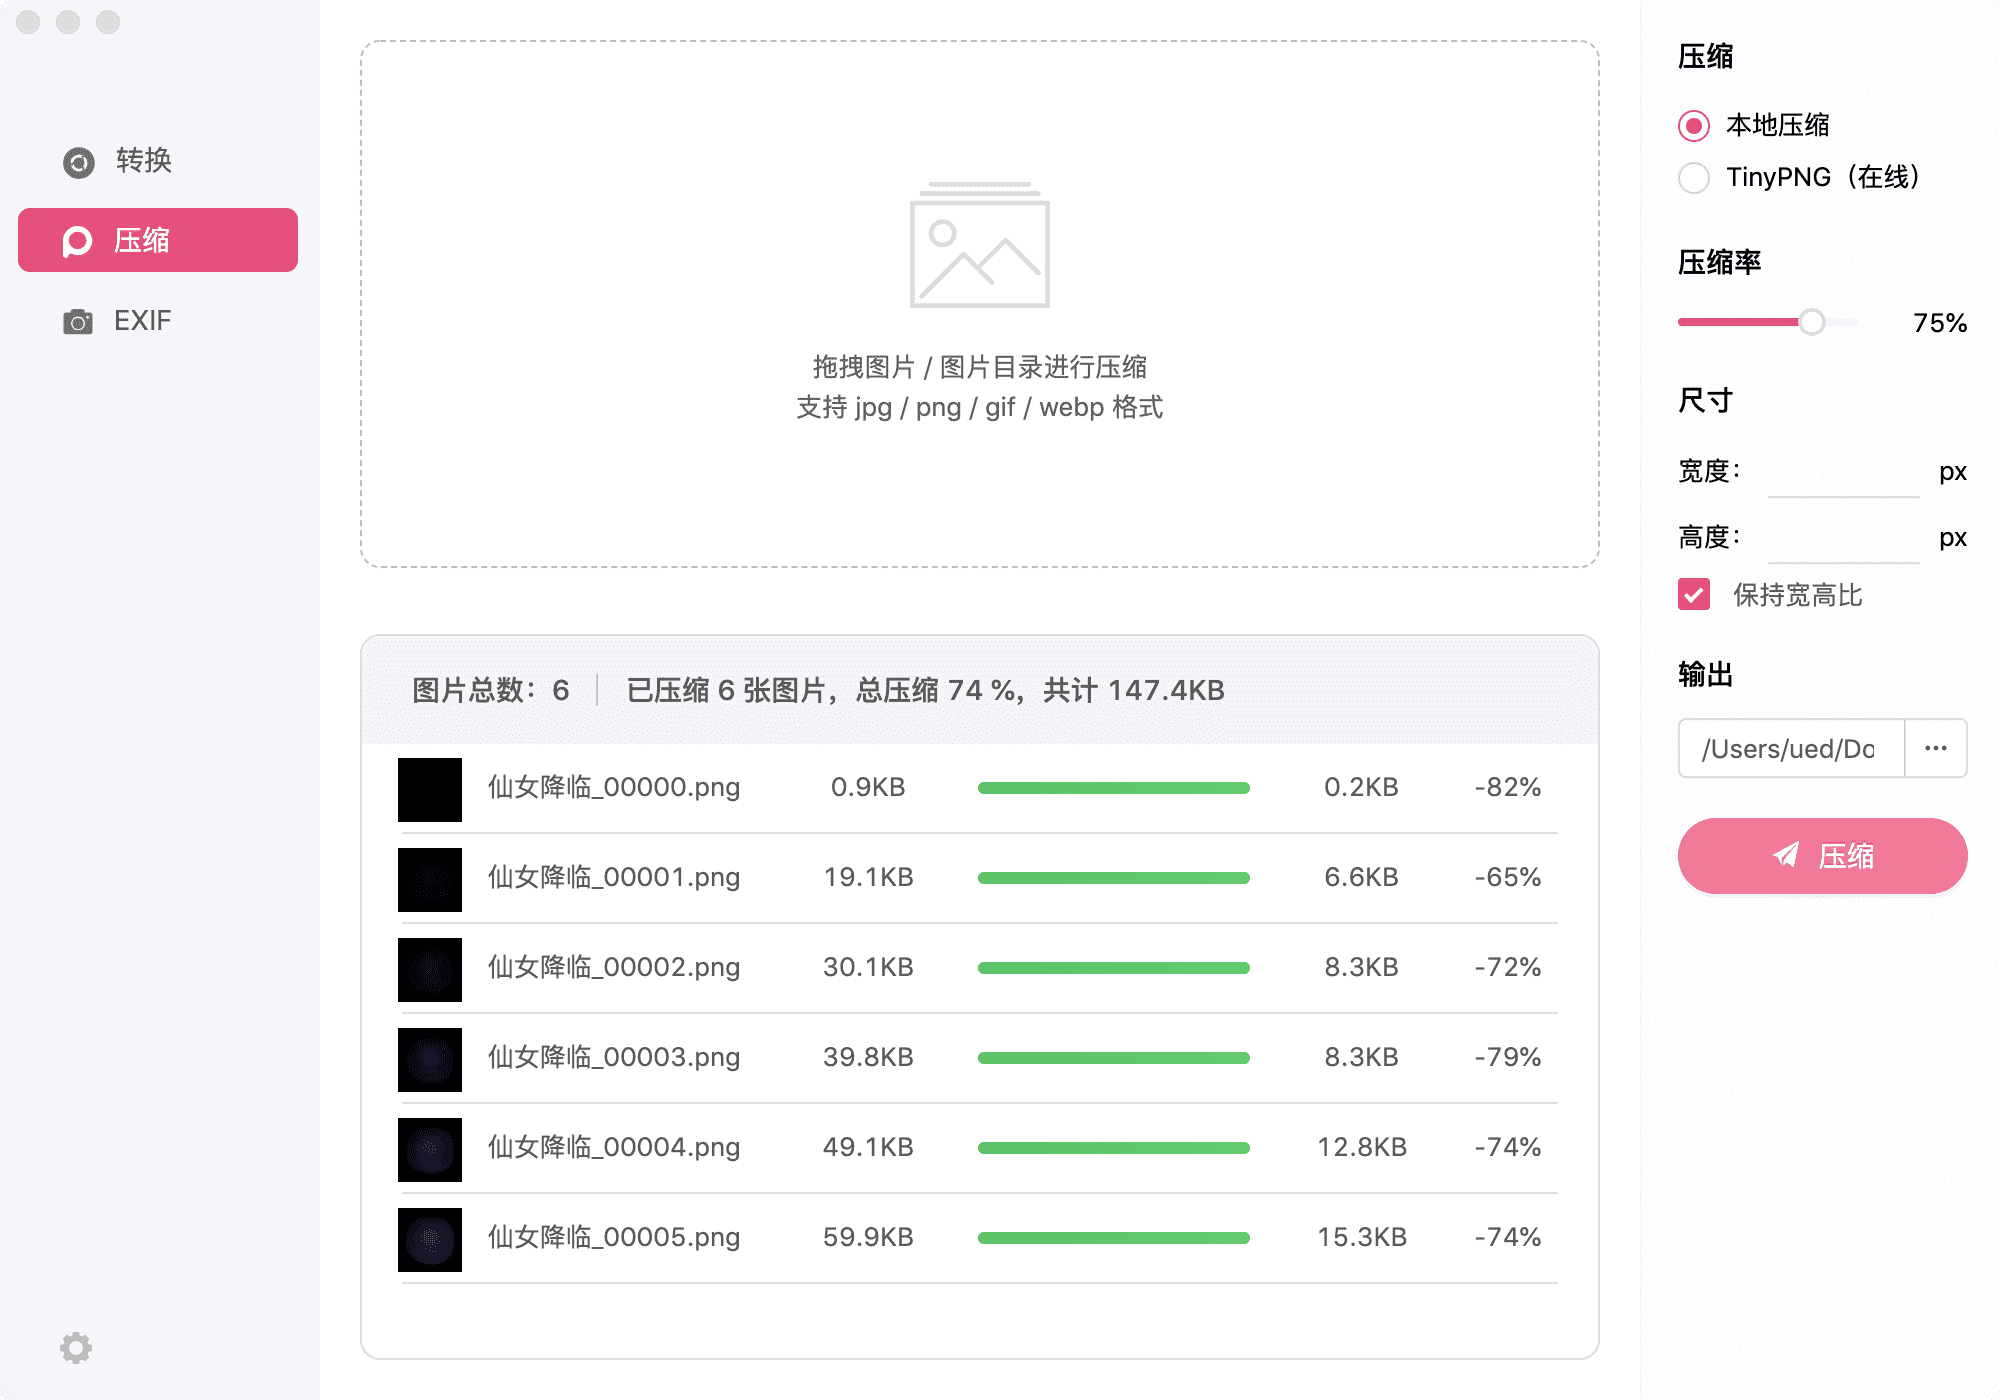 转换
压缩
EXIF
拖拽图片 / 图片目录进行压缩
支持 jpg / png / gif / webp 格式
图片总数：6
已压缩 6 张图片，总压缩 74 %，共计 147.4KB
仙女降临_00000.png 0.9KB 0.2KB -82%
仙女降临_00001.png 19.1KB 6.6KB -65%
仙女降临_00002.png 30.1KB 8.3KB -72%
仙女降临_00003.png 39.8KB 8.3KB -79%
仙女降临_00004.png 49.1KB 12.8KB -74%
仙女降临_00005.png 59.9KB 15.3KB -74%
压缩
本地压缩
TinyPNG（在线）
压缩率
75%
尺寸
宽度： px
高度： px
保持宽高比
输出
/Users/ued/Do
···
压缩